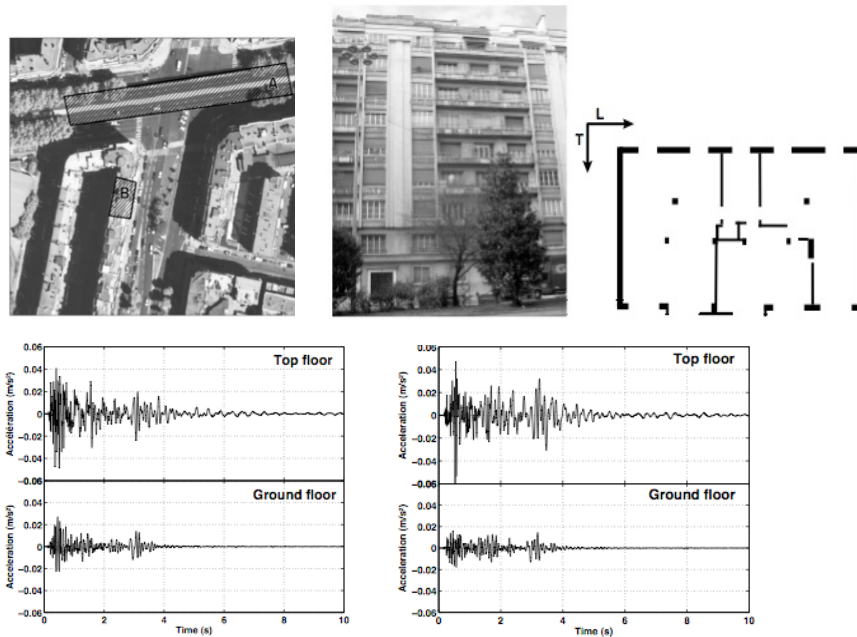 A
B
L
T
0.06
0.04
0.02
0
−0.02
−0.04
−0.06
Acceleration (m/s²)
Top floor
0.04
0.02
0
−0.02
−0.04
−0.06
Acceleration (m/s²)
Ground floor
0 2 4 6 8 10
Time (s)
0.06
0.04
0.02
0
−0.02
−0.04
−0.06
Acceleration (m/s²)
Top floor
0.04
0.02
0
−0.02
−0.04
−0.06
Acceleration (m/s²)
Ground floor
0 2 4 6 8 10
Time (s)